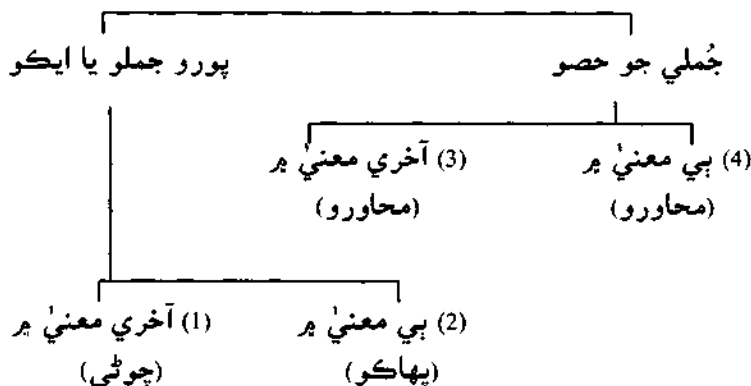 جُملي جو حصو
پورو جملو يا ايڪو
(4) ٻي معنيٰ ۾
(محاورو)
(3) آخري معنيٰ ۾
(محاورو)
(2) ٻي معنيٰ ۾
(پهاڪو)
(1) آخري معنيٰ ۾
(چوڻي)